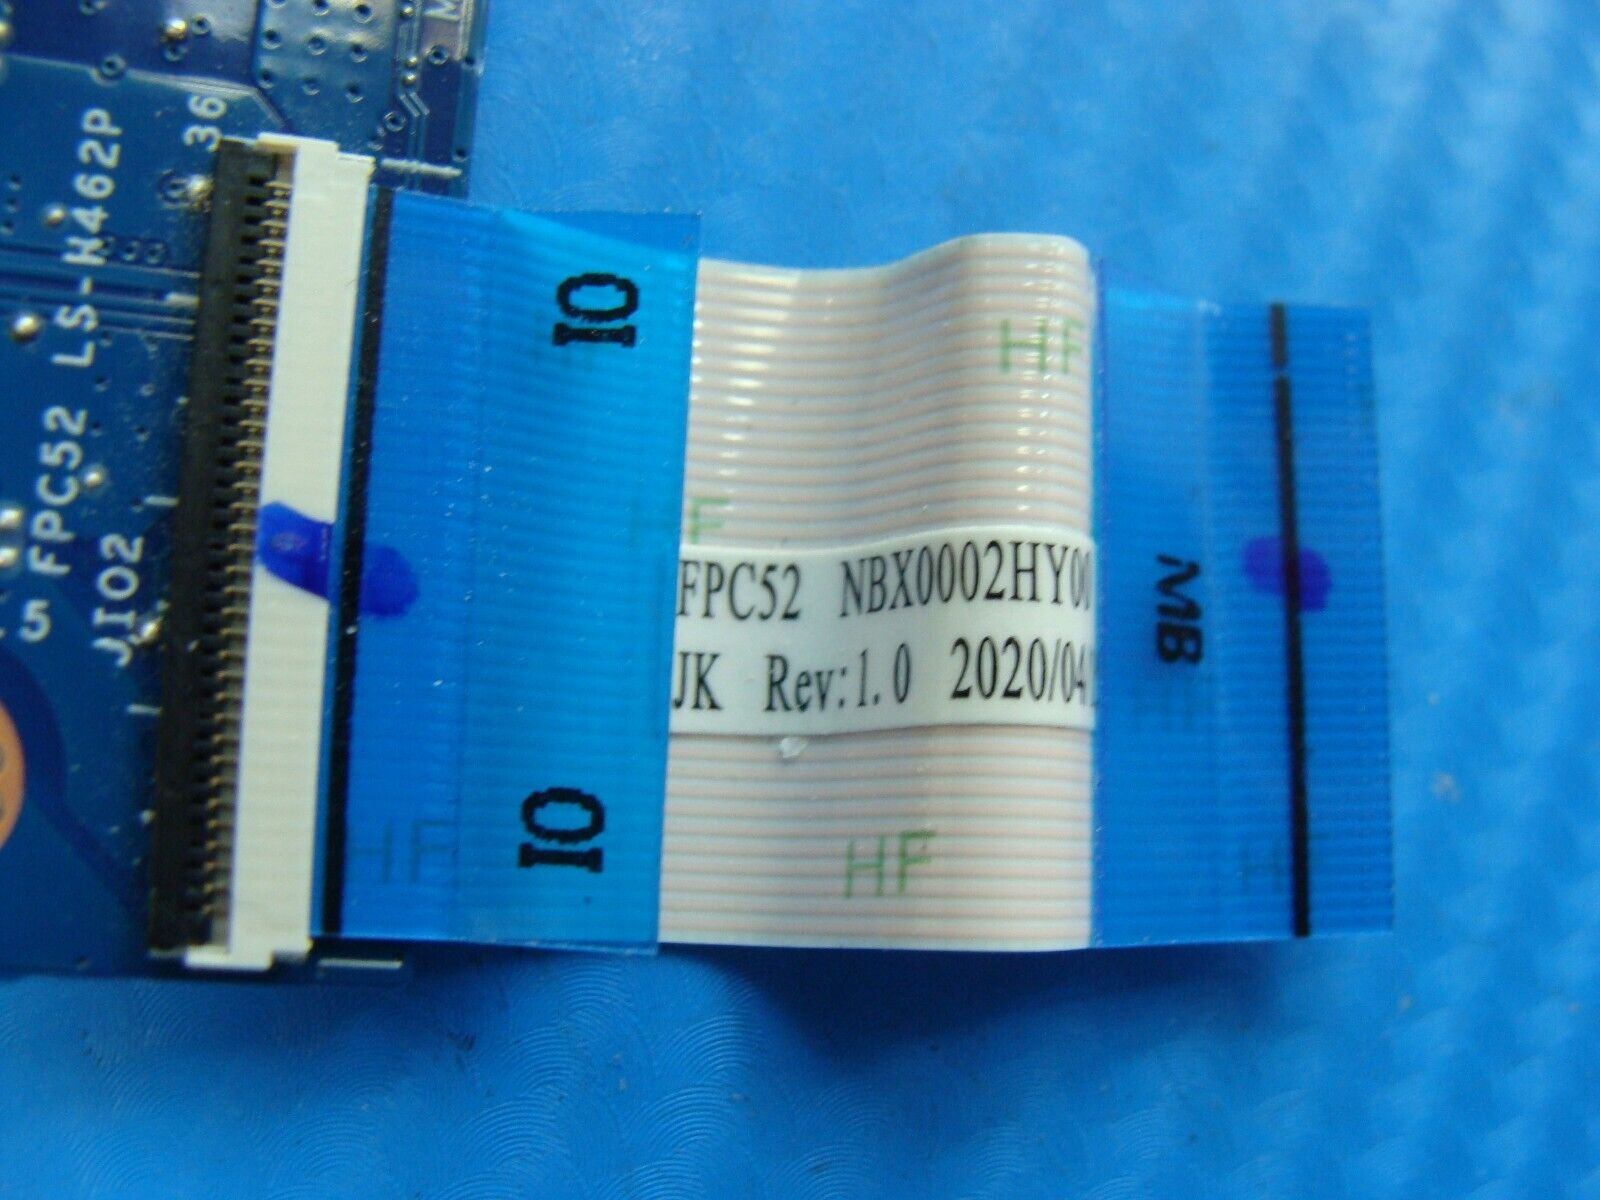 FPC52 LS-H462P
36
JIO2
5
IO
IO
HF
F
FPC52 NBX0002HY00
JK Rev:1.0 2020/04/
MB
HF
HF
H
M